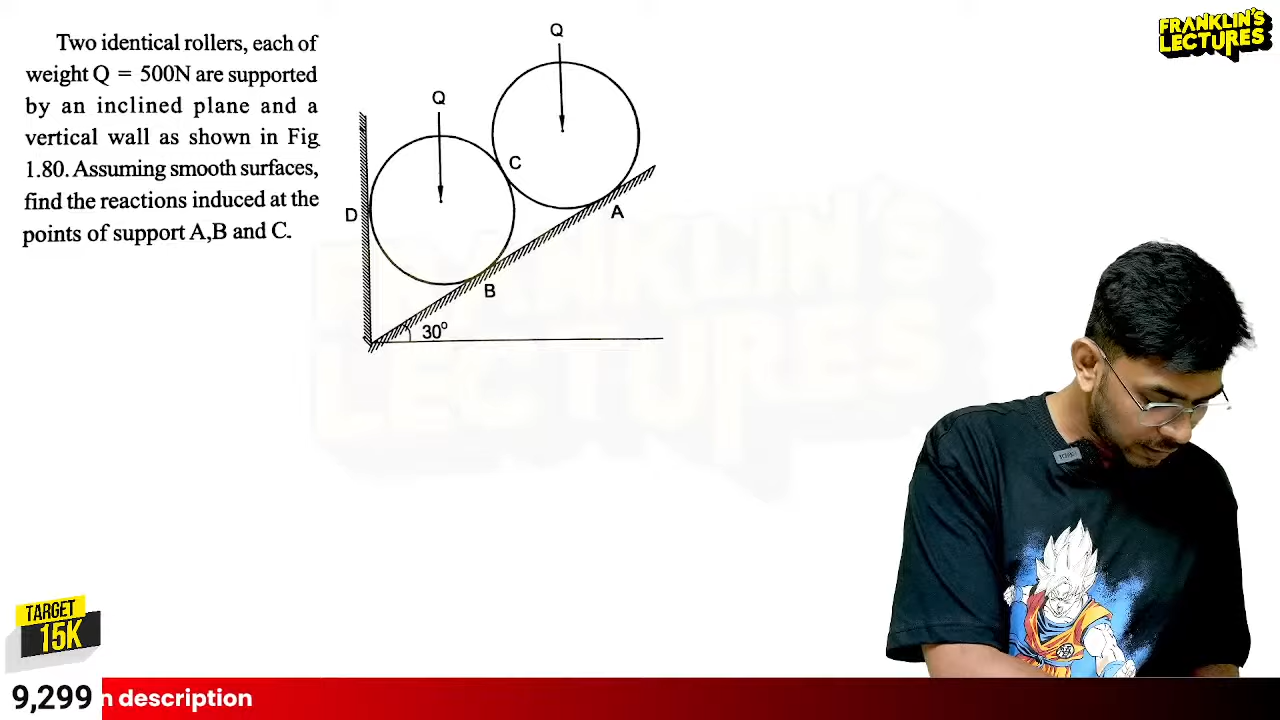 Two identical rollers, each of
weight Q = 500N are supported
by an inclined plane and a
vertical wall as shown in Fig
1.80. Assuming smooth surfaces,
find the reactions induced at the
points of support A,B and C.
Q
Q
C
D
A
B
30°
FRANKLIN'S
LECTURES
FRANKLIN'S
LECTURES
TARGET
15K
9,299
n description